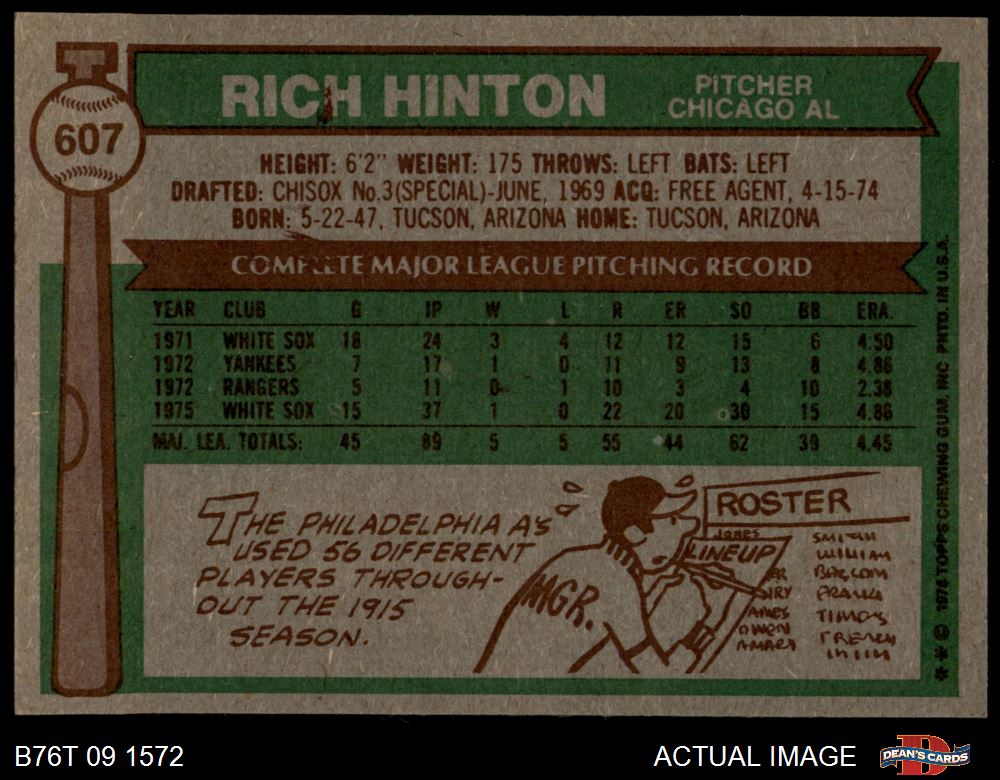 607
RICH HINTON
PITCHER
CHICAGO AL
HEIGHT: 6'2" WEIGHT: 175 THROWS: LEFT BATS: LEFT
DRAFTED: CHISOX No.3(SPECIAL)-JUNE, 1969 ACQ: FREE AGENT, 4-15-74
BORN: 5-22-47, TUCSON, ARIZONA HOME: TUCSON, ARIZONA
COMPLETE MAJOR LEAGUE PITCHING RECORD
YEAR CLUB G IP W L R ER SO BB ERA.
1971 WHITE SOX 18 24 3 4 12 12 15 6 4.50
1972 YANKEES 7 17 1 0 11 9 13 8 4.86
1972 RANGERS 5 11 0 1 10 3 4 10 2.38
1975 WHITE SOX 15 37 1 0 22 20 30 15 4.86
MAJ. LEA. TOTALS: 45 89 5 5 55 44 62 39 4.45
THE PHILADELPHIA A'S
USED 56 DIFFERENT
PLAYERS THROUGH-
OUT THE 1915
SEASON.
MGR.
ROSTER
JONES
LINEUP
SMITH
WILLIAM
FRANKS
OWEN
FRENCH
**© 1976 TOPPS CHEWING GUM, INC PRTD. IN U.S.A.
B76T 09 1572
ACTUAL IMAGE
DEAN'S CARDS